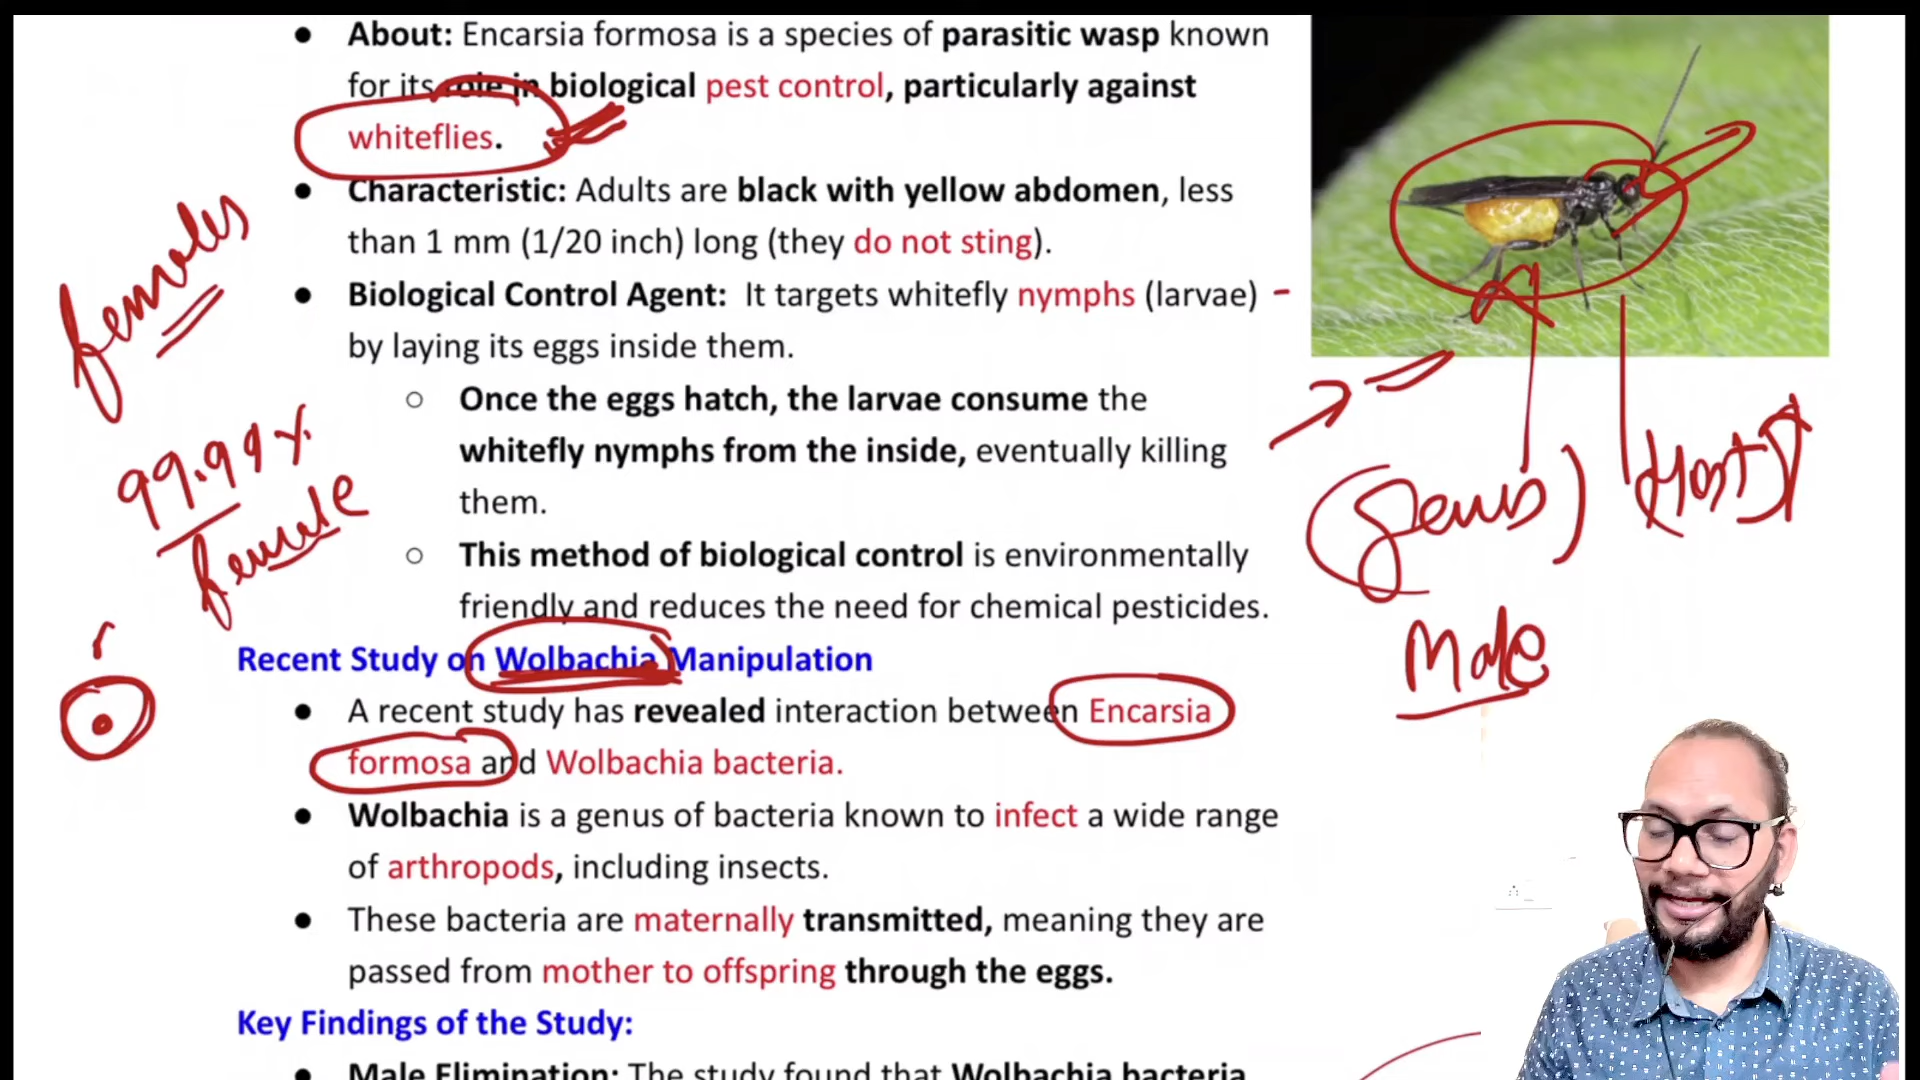 ● About: Encarsia formosa is a species of parasitic wasp known
for its role in biological pest control, particularly against
whiteflies.
● Characteristic: Adults are black with yellow abdomen, less
than 1 mm (1/20 inch) long (they do not sting).
● Biological Control Agent: It targets whitefly nymphs (larvae)
by laying its eggs inside them.
○ Once the eggs hatch, the larvae consume the
whitefly nymphs from the inside, eventually killing
them.
○ This method of biological control is environmentally
friendly and reduces the need for chemical pesticides.
Recent Study on Wolbachia Manipulation
● A recent study has revealed interaction between Encarsia
formosa and Wolbachia bacteria.
● Wolbachia is a genus of bacteria known to infect a wide range
of arthropods, including insects.
● These bacteria are maternally transmitted, meaning they are
passed from mother to offspring through the eggs.
Key Findings of the Study:
● Male Elimination: The study found that Wolbachia bacteria
females
99.99%
female
(Genus)
(Host)
Male